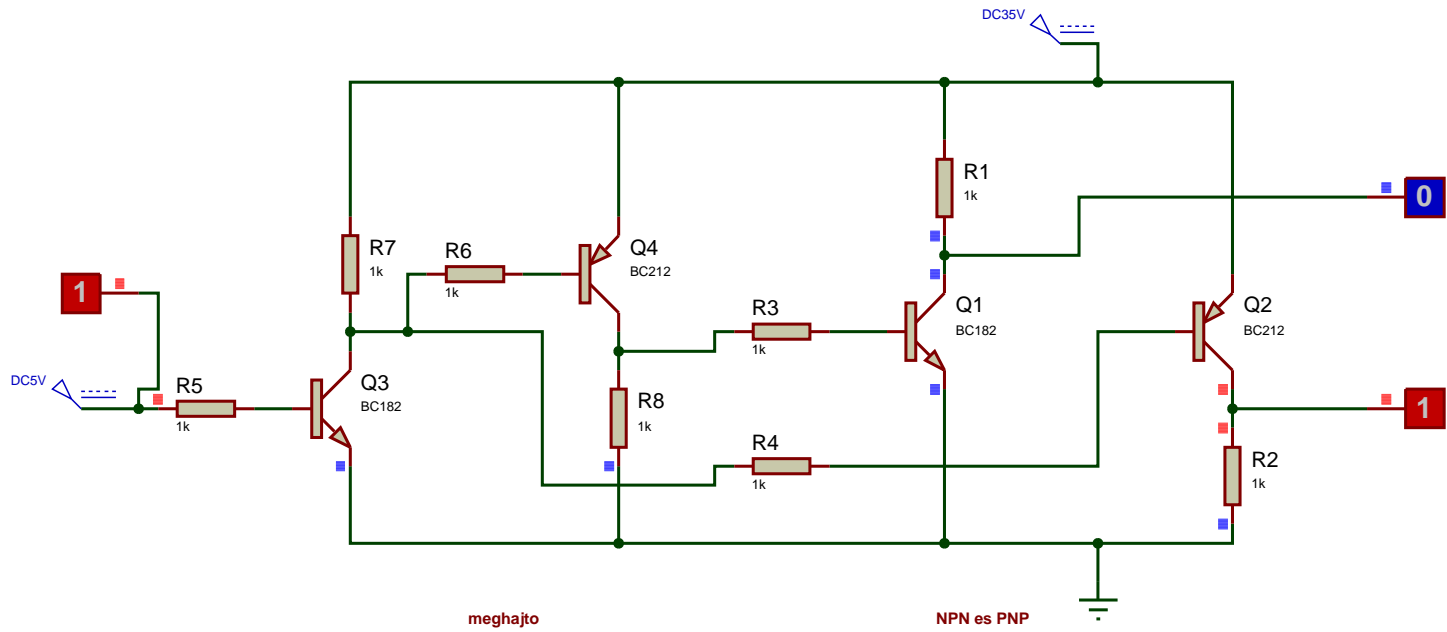 DC35V
R1
1k
0
R7
1k
R6
1k
Q4
BC212
1
R3
1k
Q1
BC182
Q2
BC212
DC5V
R5
1k
Q3
BC182
R8
1k
1
R4
1k
R2
1k
meghajto
NPN es PNP